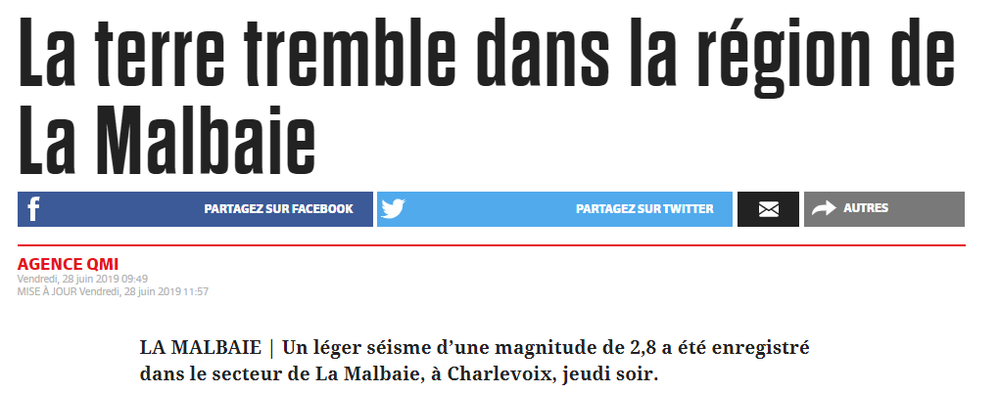 La terre tremble dans la région de
La Malbaie
PARTAGEZ SUR FACEBOOK PARTAGEZ SUR TWITTER AUTRES
AGENCE QMI
Vendredi, 28 juin 2019 09:49
MISE À JOUR Vendredi, 28 juin 2019 11:57
LA MALBAIE | Un léger séisme d’une magnitude de 2,8 a été enregistré
dans le secteur de La Malbaie, à Charlevoix, jeudi soir.